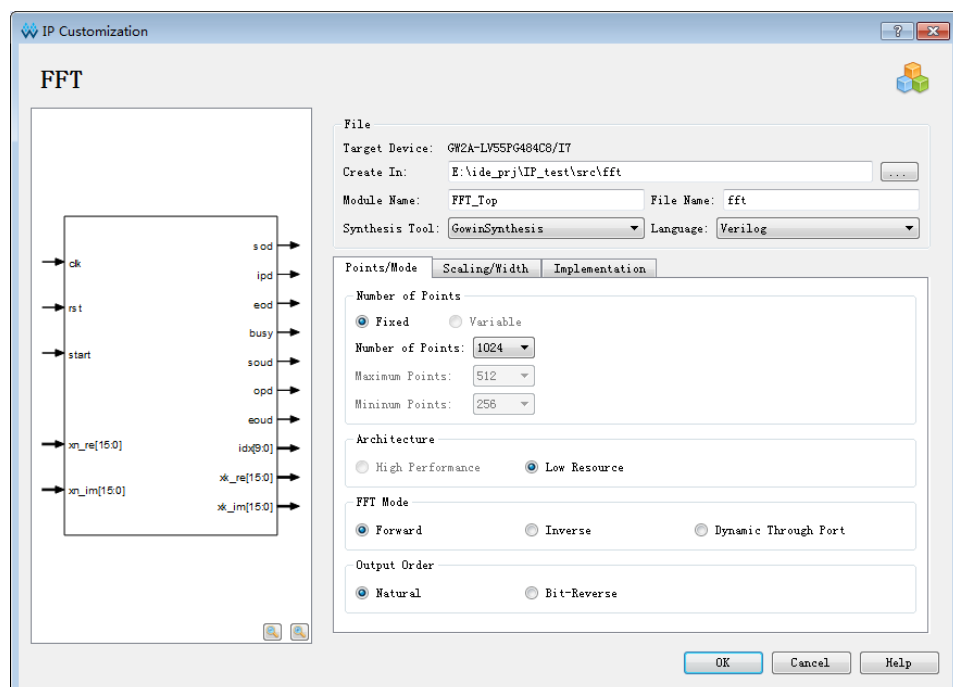 IP Customization
FFT
clk
rst
start
xn_re[15:0]
xn_im[15:0]
sod
ipd
eod
busy
soud
opd
eoud
idx[9:0]
xk_re[15:0]
xk_im[15:0]
File
Target Device: GW2A-LV55PG484C8/I7
Create In: E:\ide_prj\IP_test\src\fft ...
Module Name: FFT_Top File Name: fft
Synthesis Tool: GowinSynthesis Language: Verilog
Points/Mode Scaling/Width Implementation
Number of Points
Fixed Variable
Number of Points: 1024
Maximum Points: 512
Mininum Points: 256
Architecture
High Performance Low Resource
FFT Mode
Forward Inverse Dynamic Through Port
Output Order
Natural Bit-Reverse
OK Cancel Help